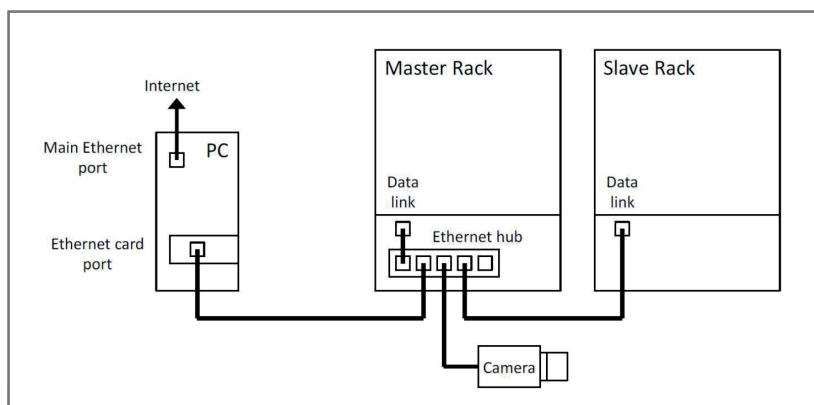 Internet
Main Ethernet
port
PC
Ethernet card
port
Master Rack
Data
link
Ethernet hub
Slave Rack
Data
link
Camera